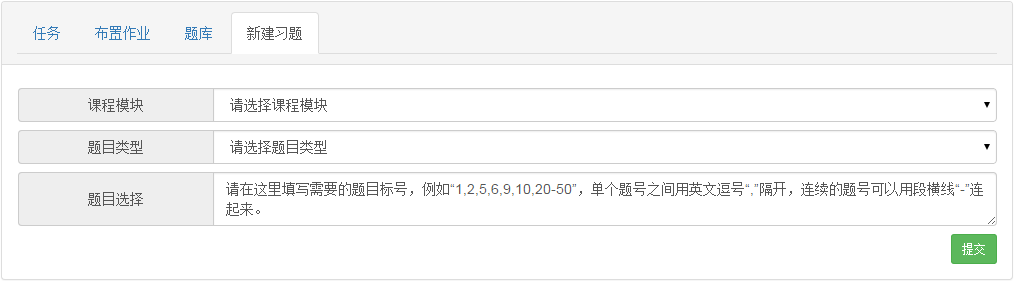 任务 布置作业 题库 新建习题
课程模块 请选择课程模块
题目类型 请选择题目类型
题目选择 请在这里填写需要的题目标号，例如“1,2,5,6,9,10,20-50”，单个题号之间用英文逗号“,”隔开，连续的题号可以用段横线“-”连
起来。
提交